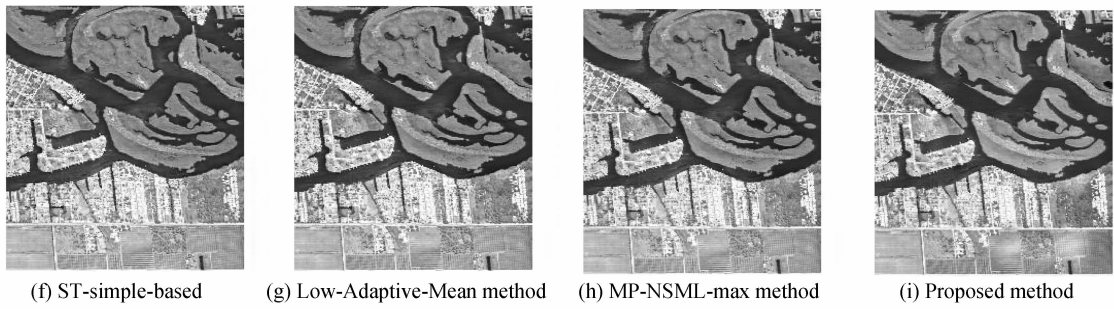 (f) ST-simple-based
(g) Low-Adaptive-Mean method
(h) MP-NSML-max method
(i) Proposed method